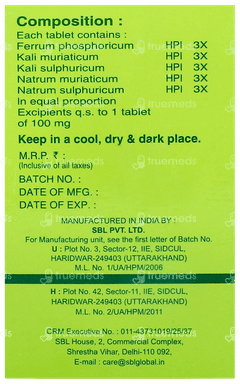 Composition :
Each tablet contains :
Ferrum phosphoricum HPI 3X
Kali muriaticum HPI 3X
Kali sulphuricum HPI 3X
Natrum muriaticum HPI 3X
Natrum sulphuricum HPI 3X
In equal proportion
Excipients q.s. to 1 tablet
of 100 mg
Keep in a cool, dry & dark place.
M.R.P. ₹ :
(Inclusive of all taxes)
BATCH NO. :
DATE OF MFG. :
DATE OF EXP. :
MANUFACTURED IN INDIA BY
SBL PVT. LTD.
For Manufacturing unit, see the first letter of Batch No.
U : Plot No. 3, Sector-12, IIE, SIDCUL,
HARIDWAR-249403 (UTTARAKHAND)
M.L. No. 1/UA/HPM/2006
H : Plot No. 42, Sector-11, IIE, SIDCUL,
HARIDWAR-249403 (UTTARAKHAND)
M.L. No. 2/UA/HPM/2011
CRM Executive No. : 011-43731019/25/37
SBL House, 2, Commercial Complex,
Shrestha Vihar, Delhi-110 092,
E-mail : care@sblglobal.in
truemeds